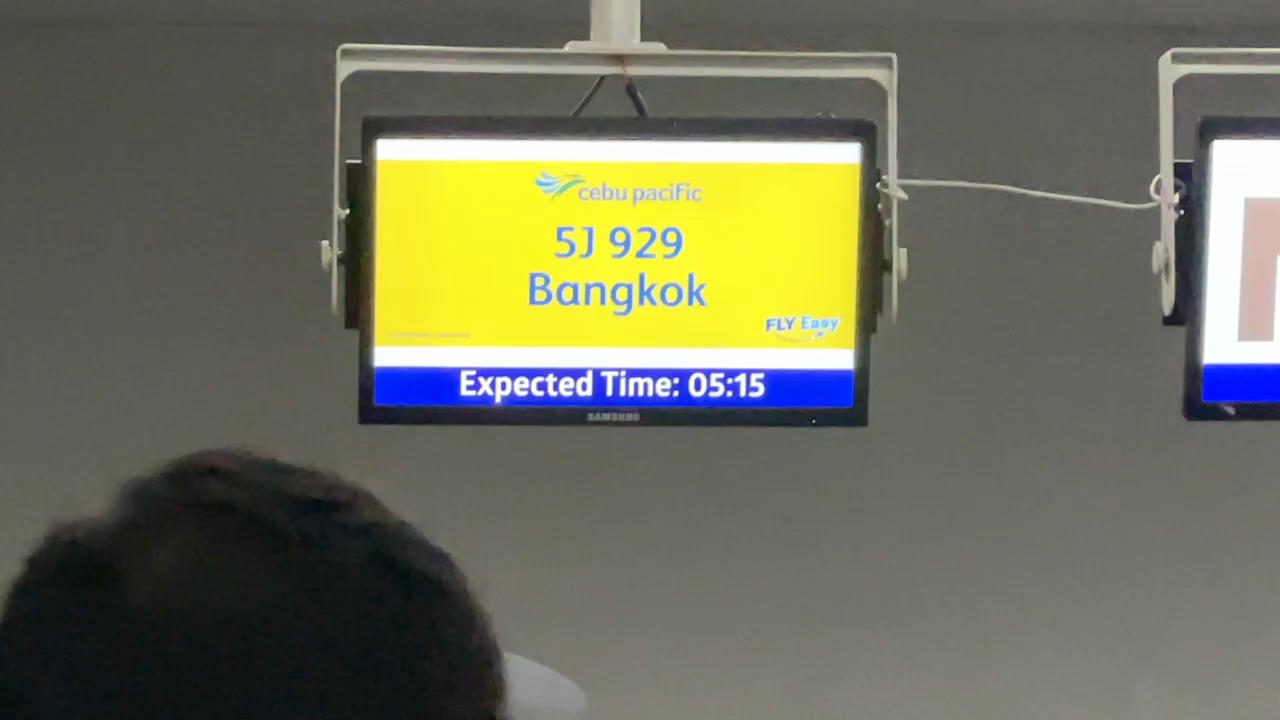 cebu pacific
5J 929
Bangkok
FLY Easy
Expected Time: 05:15
SAMSUNG